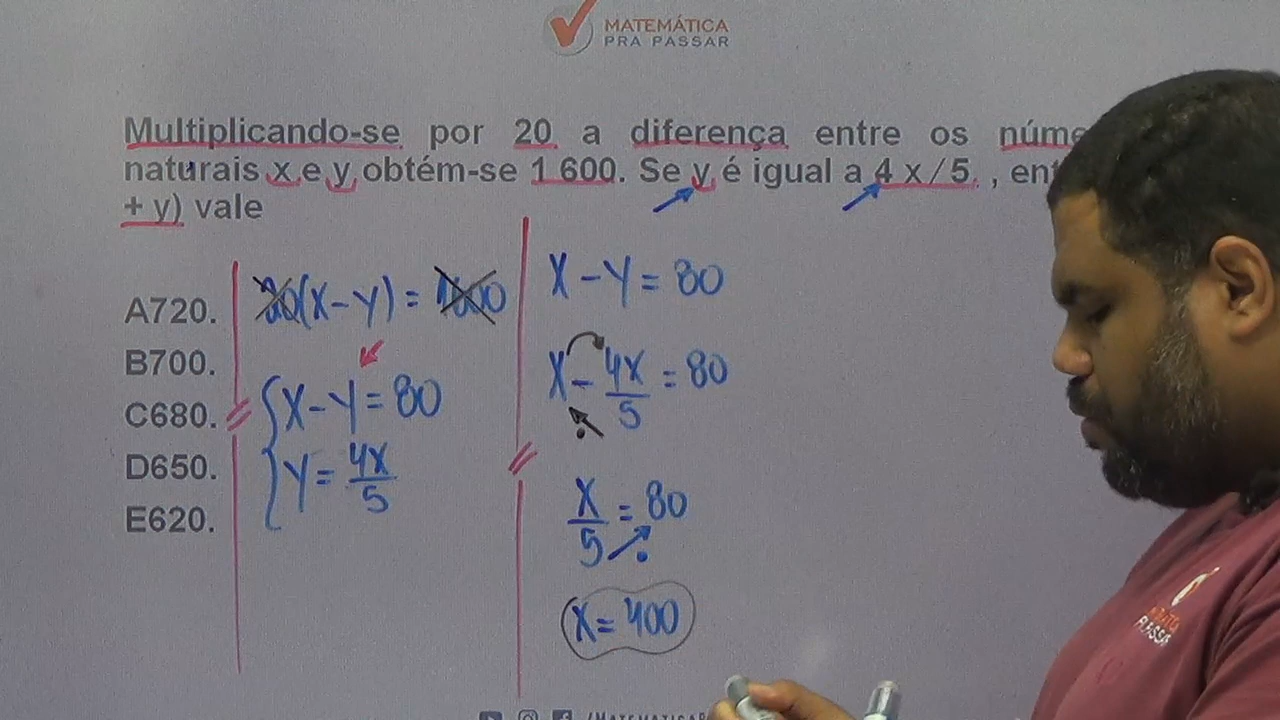 MATEMÁTICA
PRA PASSAR
Multiplicando-se por 20 a diferença entre os núme
naturais x e y obtém-se 1 600. Se y é igual a 4 x/5 , ent
+ y) vale
A720.
B700.
C680.
D650.
E620.
20(X-Y) = 1600
X-Y = 80
Y = 4X/5
X - Y = 80
X - 4X/5 = 80
X/5 = 80
X = 400
PASSAR